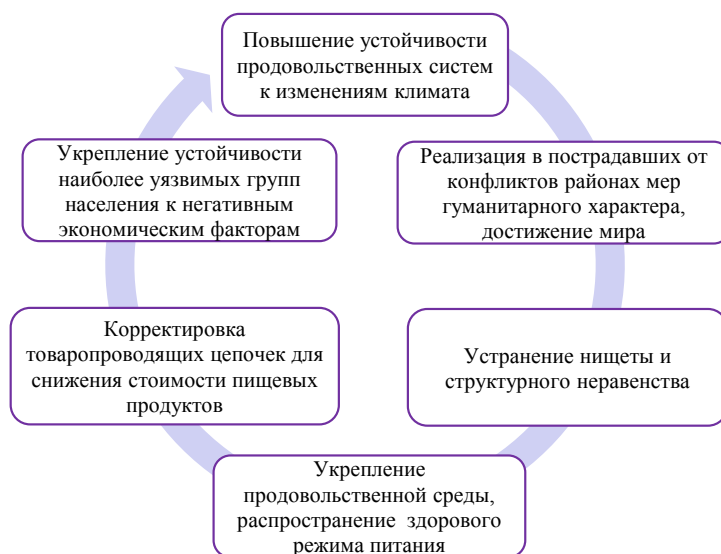 Повышение устойчивости
продовольственных систем
к изменениям климата
Реализация в пострадавших от
конфликтов районах мер
гуманитарного характера,
достижение мира
Устранение нищеты и
структурного неравенства
Укрепление
продовольственной среды,
распространение здорового
режима питания
Корректировка
товаропроводящих цепочек для
снижения стоимости пищевых
продуктов
Укрепление устойчивости
наиболее уязвимых групп
населения к негативным
экономическим факторам